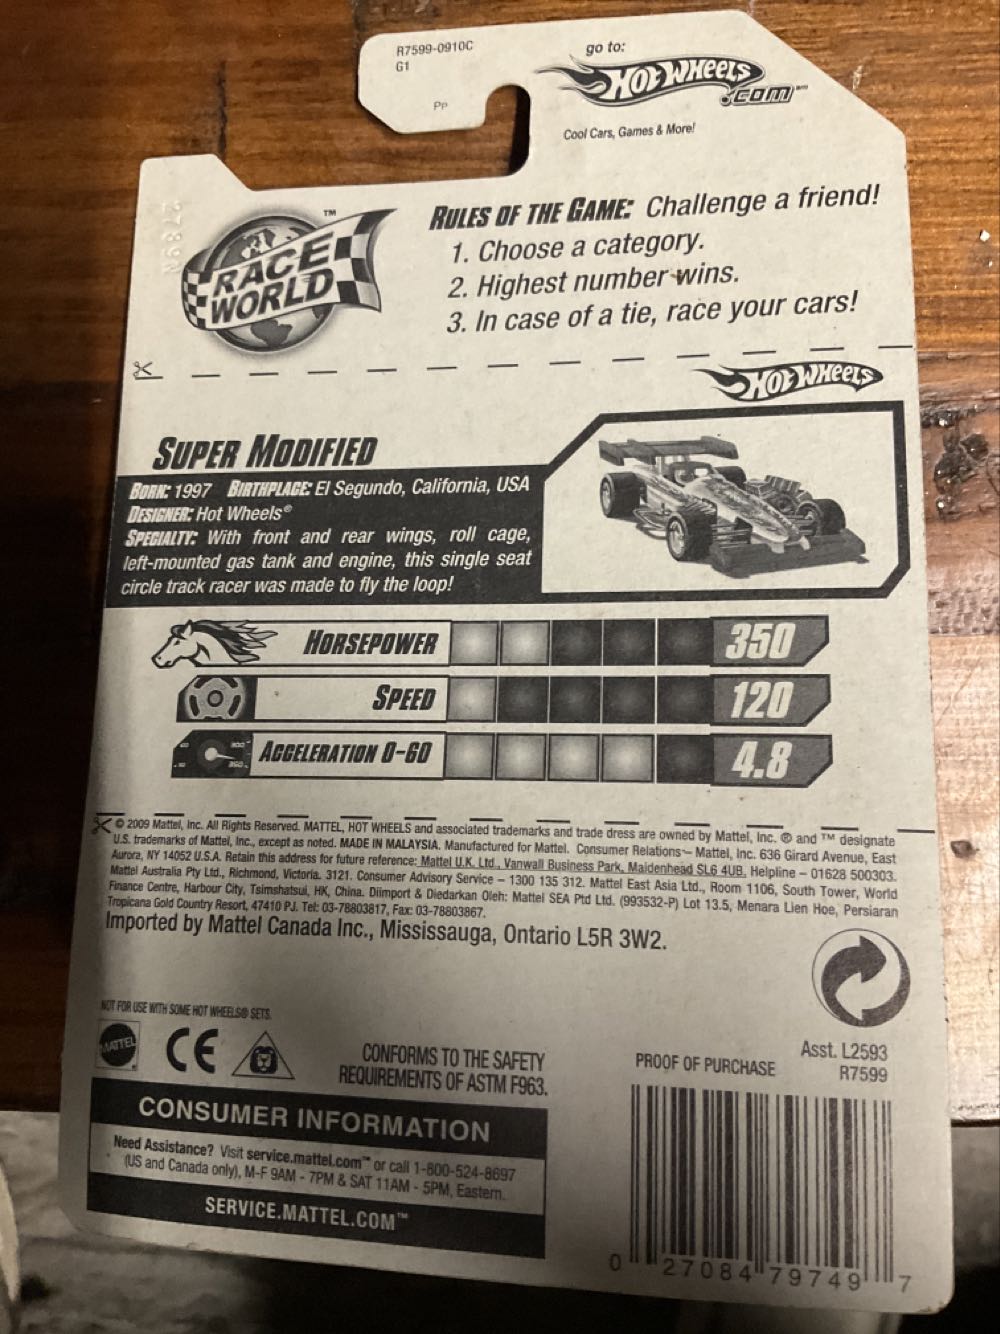 R7599-0910C
G1
Pp
go to:
HOT WHEELS
.COM™
Cool Cars, Games & More!
RACE WORLD™
RULES OF THE GAME: Challenge a friend!
1. Choose a category.
2. Highest number wins.
3. In case of a tie, race your cars!
HOT WHEELS
SUPER MODIFIED
BORN: 1997 BIRTHPLACE: El Segundo, California, USA
DESIGNER: Hot Wheels®
SPECIALTY: With front and rear wings, roll cage,
left-mounted gas tank and engine, this single seat
circle track racer was made to fly the loop!
HORSEPOWER 350
SPEED 120
ACCELERATION 0-60 4.8
© 2009 Mattel, Inc. All Rights Reserved. MATTEL, HOT WHEELS and associated trademarks and trade dress are owned by Mattel, Inc. ® and ™ designate
U.S. trademarks of Mattel, Inc., except as noted. MADE IN MALAYSIA. Manufactured for Mattel. Consumer Relations – Mattel, Inc. 636 Girard Avenue, East
Aurora, NY 14052 U.S.A. Retain this address for future reference: Mattel U.K. Ltd., Vanwall Business Park, Maidenhead SL6 4UB. Helpline – 01628 500303.
Mattel Australia Pty Ltd., Richmond, Victoria. 3121. Consumer Advisory Service – 1300 135 312. Mattel East Asia Ltd., Room 1106, South Tower, World
Finance Centre, Harbour City, Tsimshatsui, HK, China. Diimport & Diedarkan Oleh: Mattel SEA Ptd Ltd. (993532-P) Lot 13.5, Menara Lien Hoe, Persiaran
Tropicana Gold Country Resort, 47410 PJ. Tel: 03-78803817, Fax: 03-78803867.
Imported by Mattel Canada Inc., Mississauga, Ontario L5R 3W2.
NOT FOR USE WITH SOME HOT WHEELS® SETS.
MATTEL
CE
CONFORMS TO THE SAFETY
REQUIREMENTS OF ASTM F963.
PROOF OF PURCHASE
Asst. L2593
R7599
CONSUMER INFORMATION
Need Assistance? Visit service.mattel.com™ or call 1-800-524-8697
(US and Canada only), M-F 9AM - 7PM & SAT 11AM - 5PM, Eastern.
SERVICE.MATTEL.COM™
0 27084 79749 7